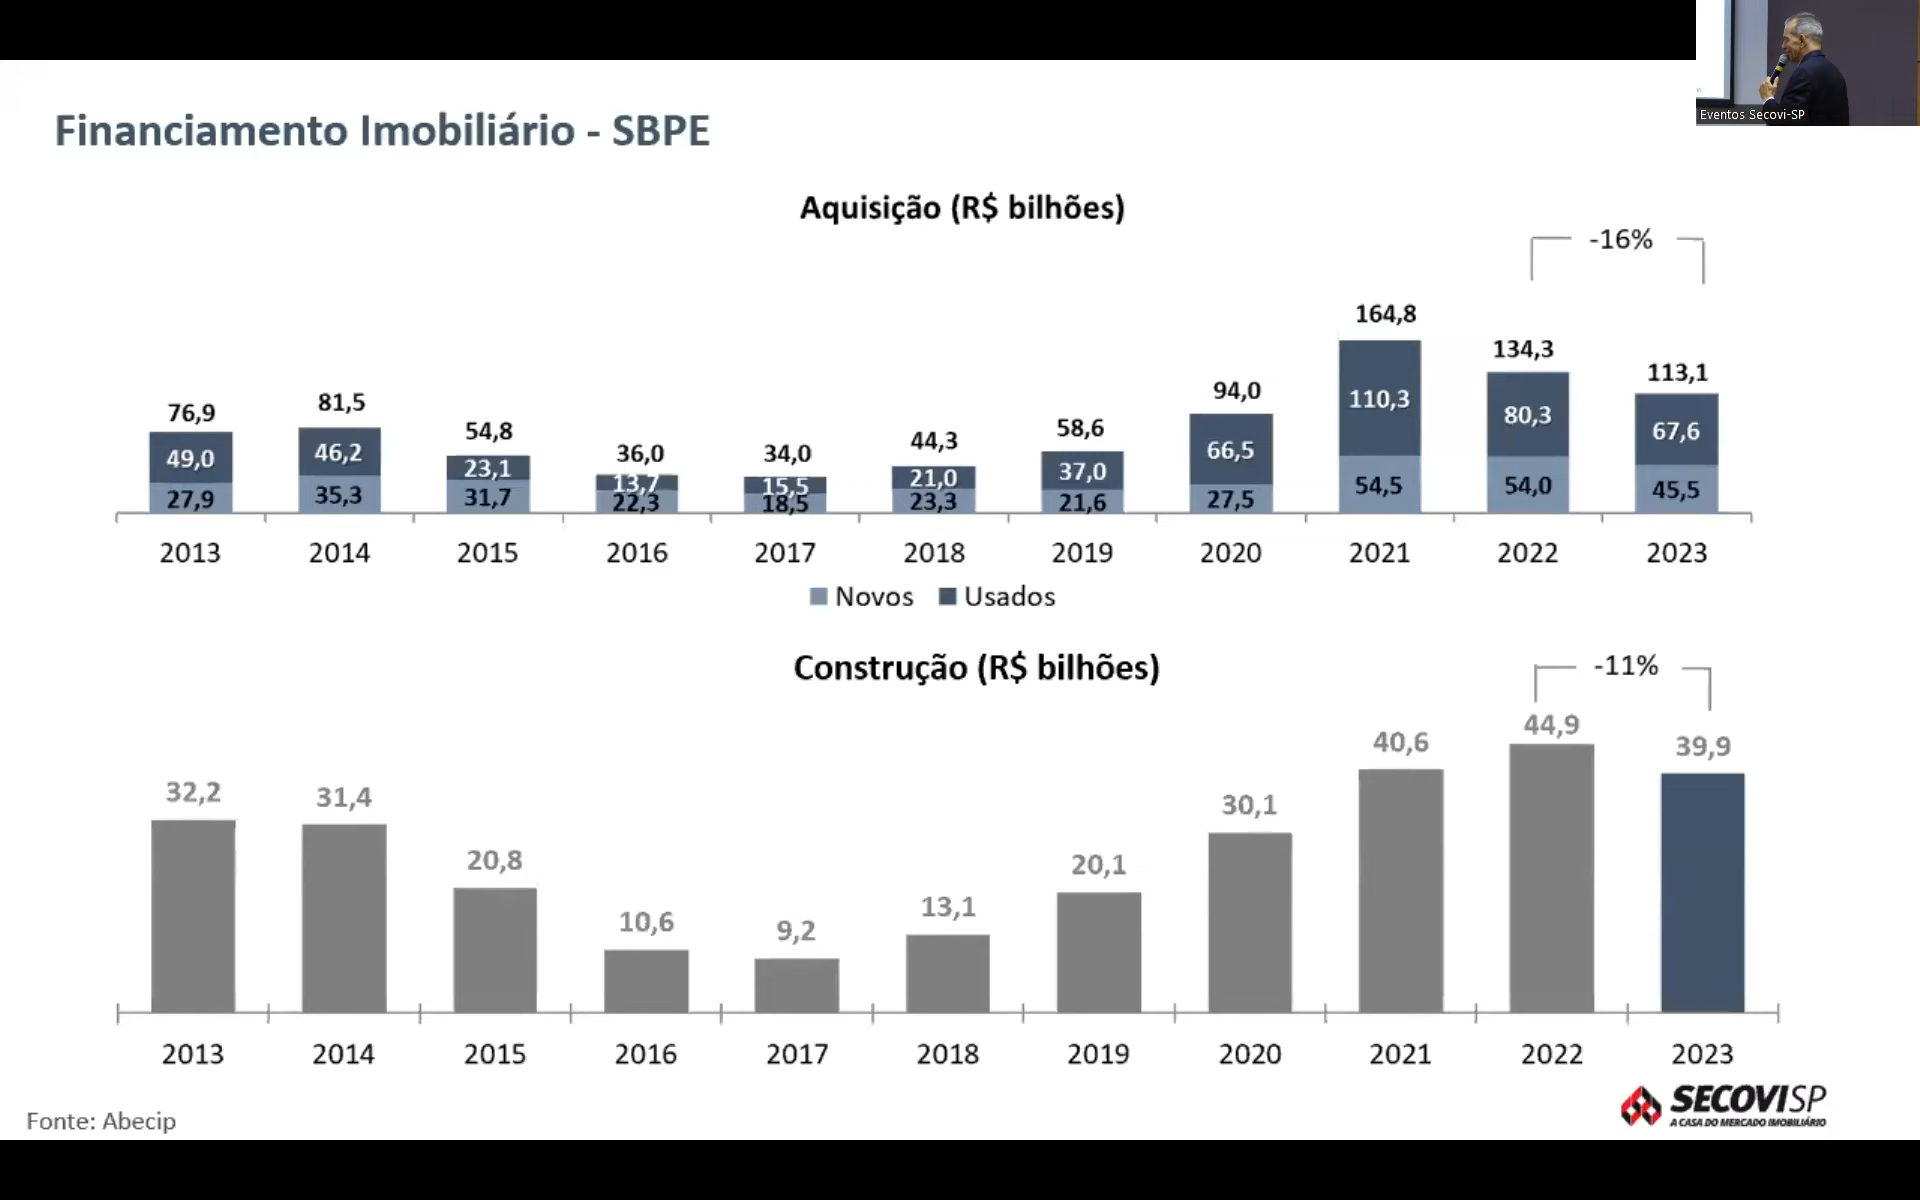 Eventos Secovi-SP
Financiamento Imobiliário - SBPE
Aquisição (R$ bilhões)
-16%
76,9 81,5 54,8 36,0 34,0 44,3 58,6 94,0 164,8 134,3 113,1
49,0 46,2 23,1 13,7 15,5 21,0 37,0 66,5 110,3 80,3 67,6
27,9 35,3 31,7 22,3 18,5 23,3 21,6 27,5 54,5 54,0 45,5
2013 2014 2015 2016 2017 2018 2019 2020 2021 2022 2023
Novos Usados
Construção (R$ bilhões)
-11%
32,2 31,4 20,8 10,6 9,2 13,1 20,1 30,1 40,6 44,9 39,9
2013 2014 2015 2016 2017 2018 2019 2020 2021 2022 2023
SECOVISP
A CASA DO MERCADO IMOBILIÁRIO
Fonte: Abecip